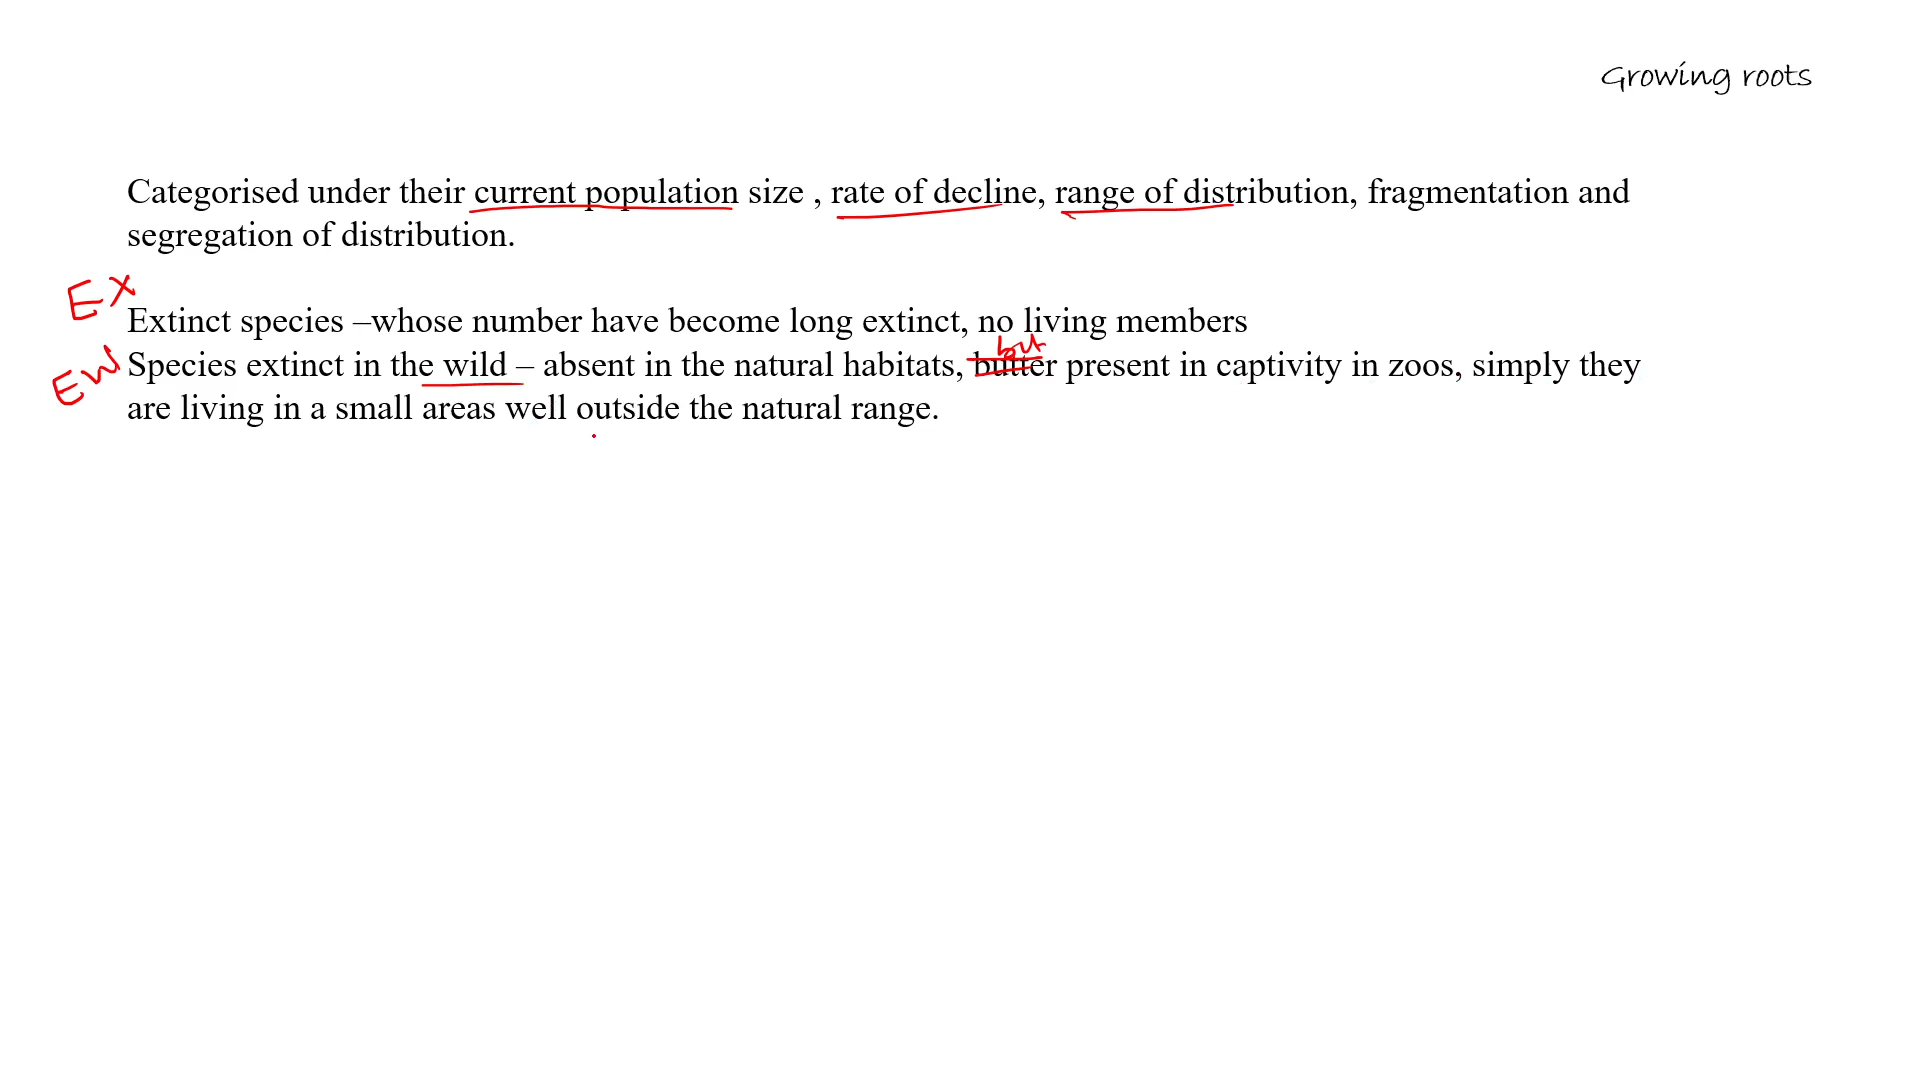 Growing roots
Categorised under their current population size , rate of decline, range of distribution, fragmentation and
segregation of distribution.
Ex
Extinct species –whose number have become long extinct, no living members
but
EW Species extinct in the wild – absent in the natural habitats, butter present in captivity in zoos, simply they
are living in a small areas well outside the natural range.